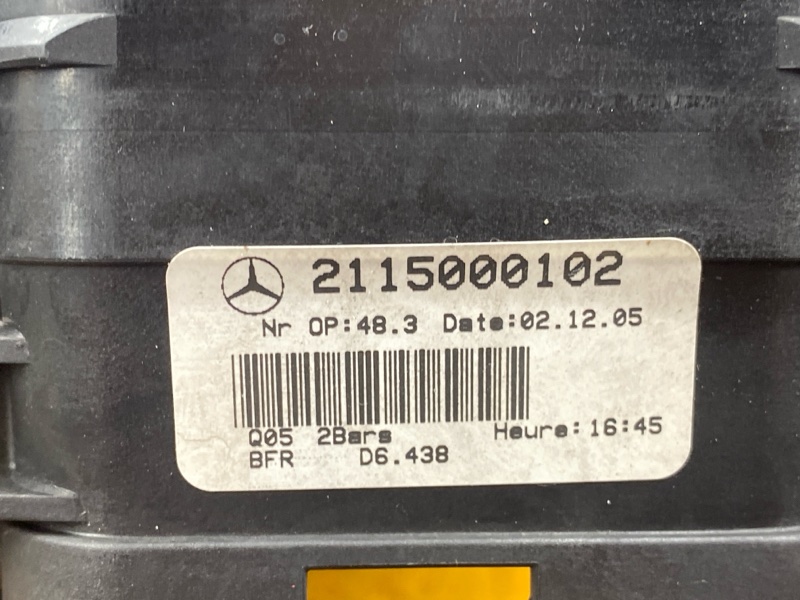 2115000102
Nr OP:48.3 Date:02.12.05
Q05 2Bars Heure:16:45
BFR D6.438